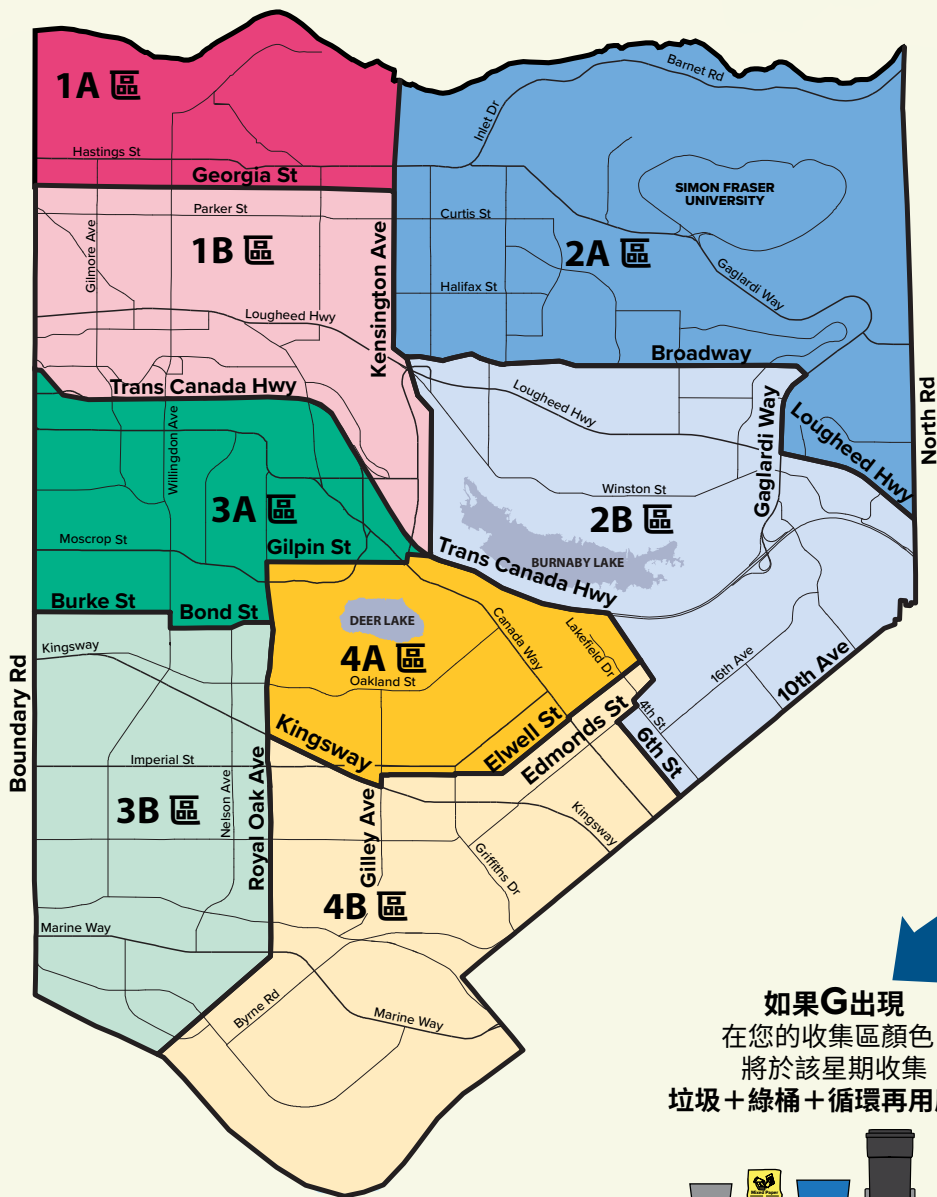 1A 區
Hastings St
Georgia St
Barnet Rd
Inlet Dr
SIMON FRASER
UNIVERSITY
Parker St
Curtis St
1B 區
Gilmore Ave
Kensington Ave
2A 區
Halifax St
Gaglardi Way
Lougheed Hwy
Broadway
Trans Canada Hwy
Lougheed Hwy
Gaglardi Way
Lougheed Hwy
North Rd
Willingdon Ave
3A 區
Winston St
2B 區
Moscrop St
Gilpin St
Trans Canada Hwy
BURNABY LAKE
Burke St
Bond St
DEER LAKE
Canada Way
Lakefield Dr
Kingsway
4A 區
Oakland St
16th Ave
10th Ave
Boundary Rd
Kingsway
Elwell St
Edmonds St
4th St
6th St
Imperial St
Nelson Ave
Royal Oak Ave
3B 區
Gilley Ave
Kingsway
Griffiths Dr
4B 區
Marine Way
Byrne Rd
Marine Way
如果G出現
在您的收集區顏色
將於該星期收集
垃圾＋綠桶＋循環再用
Mixed Paper